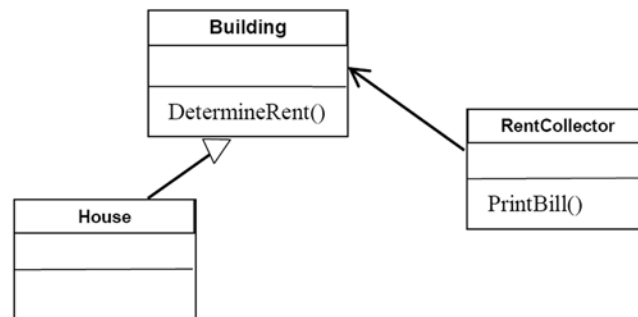 Building
DetermineRent()
RentCollector
PrintBill()
House